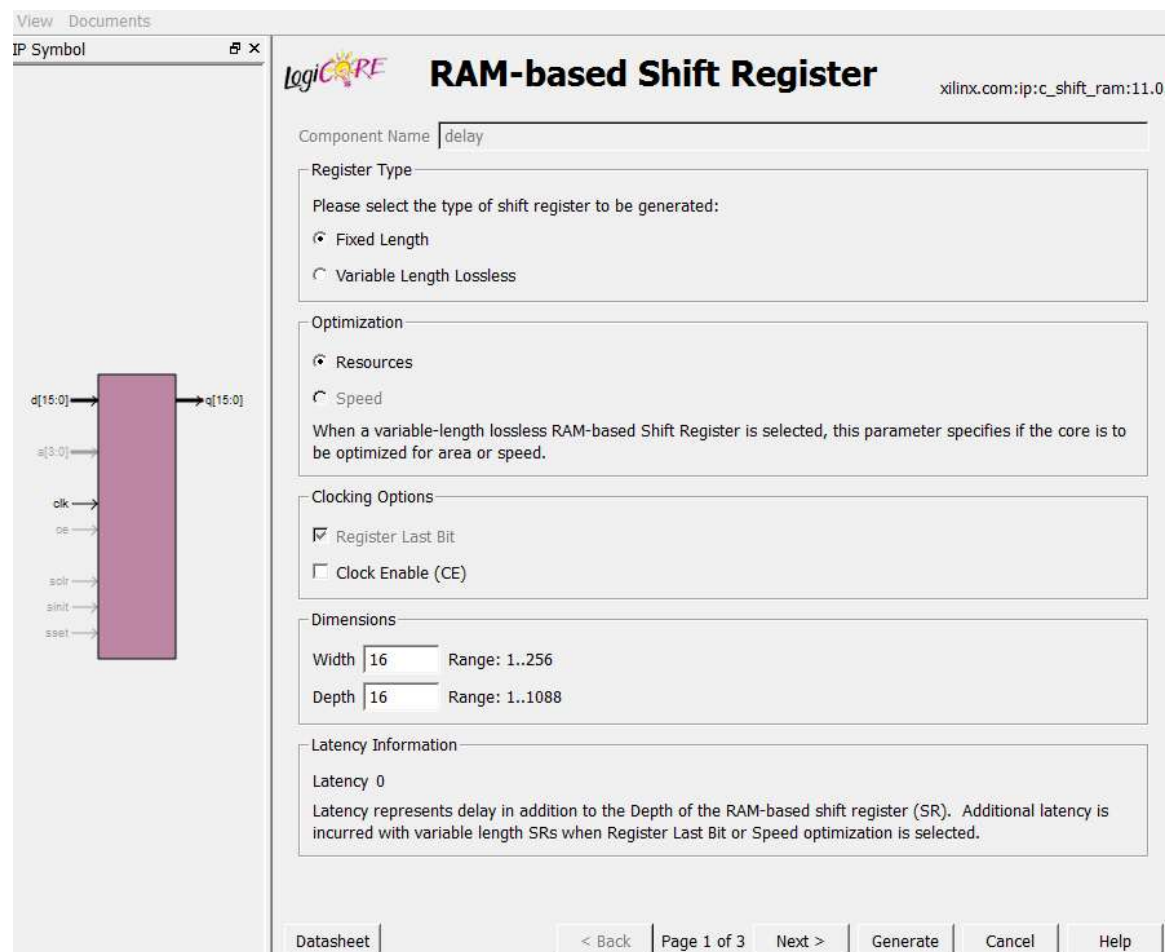 View Documents
IP Symbol
logiCORE
RAM-based Shift Register
xilinx.com:ip:c_shift_ram:11.0
Component Name delay
Register Type
Please select the type of shift register to be generated:
Fixed Length
Variable Length Lossless
Optimization
Resources
Speed
When a variable-length lossless RAM-based Shift Register is selected, this parameter specifies if the core is to
be optimized for area or speed.
Clocking Options
Register Last Bit
Clock Enable (CE)
Dimensions
Width 16 Range: 1..256
Depth 16 Range: 1..1088
Latency Information
Latency 0
Latency represents delay in addition to the Depth of the RAM-based shift register (SR). Additional latency is
incurred with variable length SRs when Register Last Bit or Speed optimization is selected.
d[15:0]
q[15:0]
a[3:0]
clk
ce
sclr
sinit
sset
Datasheet
< Back
Page 1 of 3
Next >
Generate
Cancel
Help